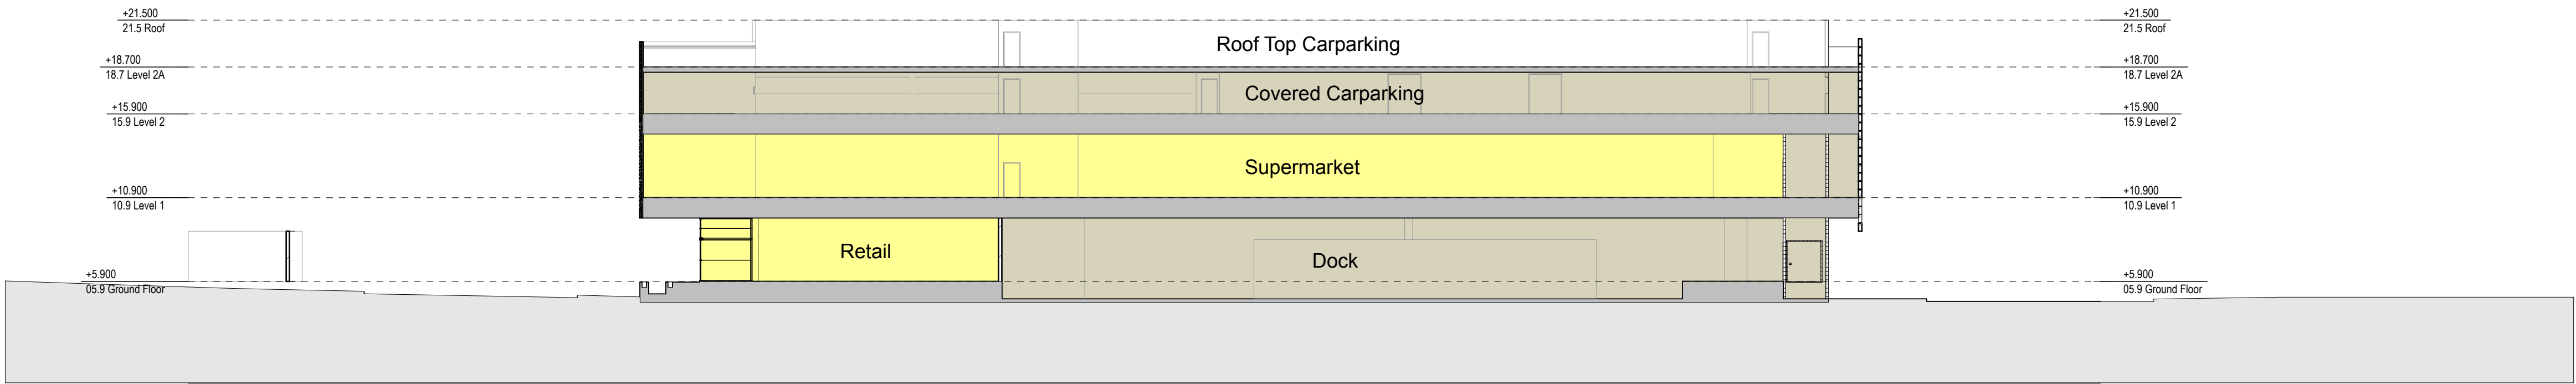 +21.500
21.5 Roof
+18.700
18.7 Level 2A
+15.900
15.9 Level 2
+10.900
10.9 Level 1
+5.900
05.9 Ground Floor
Roof Top Carparking
Covered Carparking
Supermarket
Retail
Dock
+21.500
21.5 Roof
+18.700
18.7 Level 2A
+15.900
15.9 Level 2
+10.900
10.9 Level 1
+5.900
05.9 Ground Floor